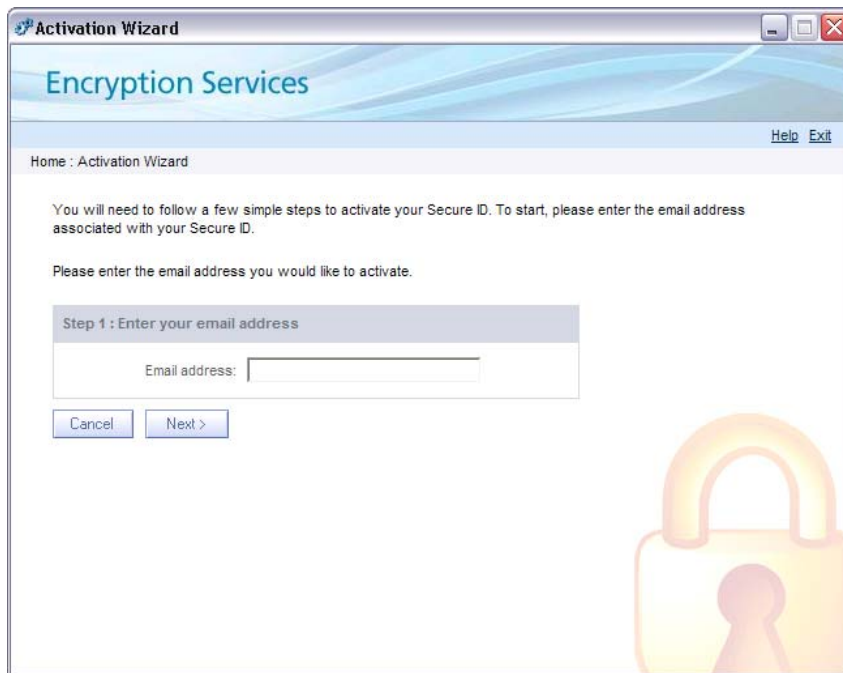 Activation Wizard
Encryption Services
Help Exit
Home : Activation Wizard
You will need to follow a few simple steps to activate your Secure ID. To start, please enter the email address
associated with your Secure ID.
Please enter the email address you would like to activate.
Step 1 : Enter your email address
Email address:
Cancel Next >